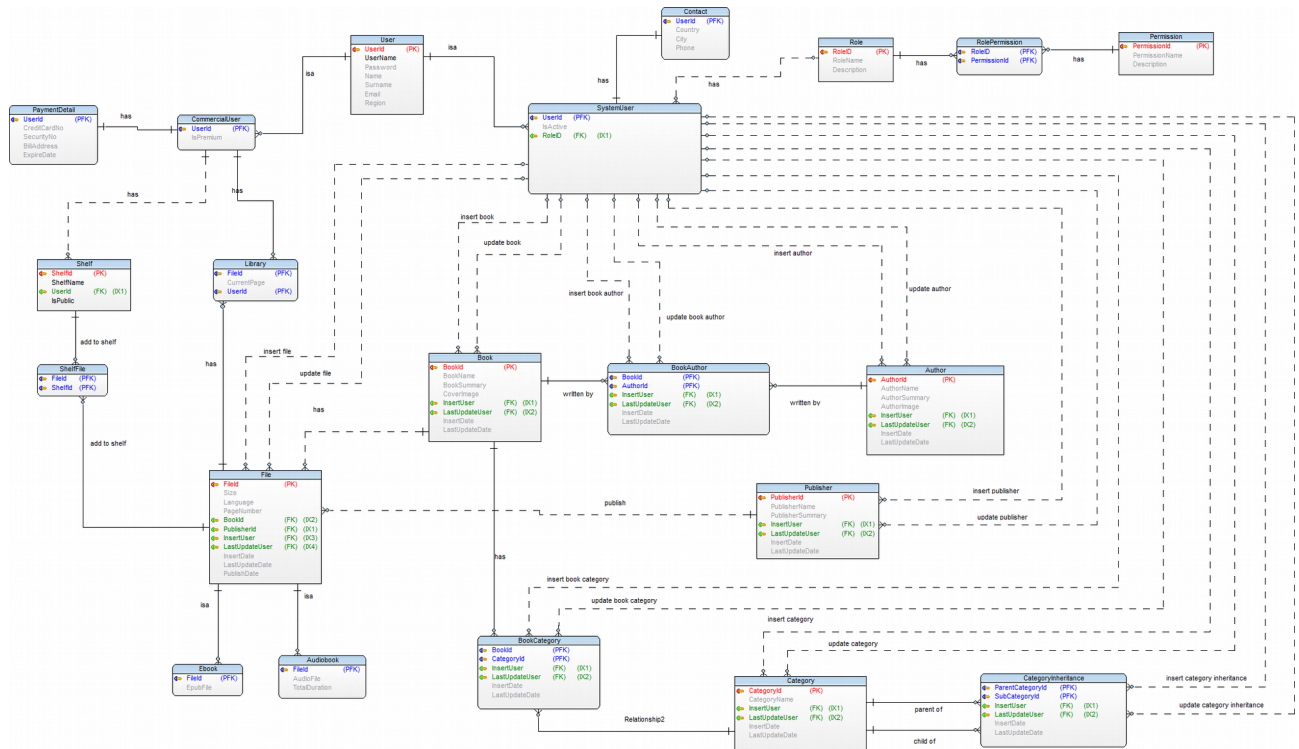 Contact
UserId (PFK)
Country
City
Phone
User
UserId (PK)
UserName
Password
Name
Surname
Email
Region
isa
isa
has
Role
RoleID (PK)
RoleName
Description
has
RolePermission
RoleID (PFK)
PermissionId (PFK)
has
Permission
PermissionId (PK)
PermissionName
Description
has
PaymentDetail
UserId (PFK)
CreditCardNo
SecurityNo
BillAddress
ExpireDate
has
CommercialUser
UserId (PFK)
IsPremium
SystemUser
UserId (PFK)
IsActive
RoleID (FK) (IX1)
has
has
insert book
update book
insert author
insert book author
update book author
update author
Shelf
ShelfId (PK)
ShelfName
UserId (FK) (IX1)
IsPublic
Library
FileId (PFK)
CurrentPage
UserId (PFK)
add to shelf
has
insert file
update file
ShelfFile
FileId (PFK)
ShelfId (PFK)
add to shelf
Book
BookId (PK)
BookName
BookSummary
CoverImage
InsertUser (FK) (IX1)
LastUpdateUser (FK) (IX2)
InsertDate
LastUpdateDate
has
written by
BookAuthor
BookId (PFK)
AuthorId (PFK)
InsertUser (FK) (IX1)
LastUpdateUser (FK) (IX2)
InsertDate
LastUpdateDate
written by
Author
AuthorId (PK)
AuthorName
AuthorSummary
AuthorImage
InsertUser (FK) (IX1)
LastUpdateUser (FK) (IX2)
InsertDate
LastUpdateDate
File
FileId (PK)
Size
Language
PageNumber
BookId (FK) (IX2)
PublisherId (FK) (IX1)
InsertUser (FK) (IX3)
LastUpdateUser (FK) (IX4)
InsertDate
LastUpdateDate
PublishDate
publish
Publisher
PublisherId (PK)
PublisherName
PublisherSummary
InsertUser (FK) (IX1)
LastUpdateUser (FK) (IX2)
InsertDate
LastUpdateDate
insert publisher
update publisher
has
isa
isa
insert book category
update book category
insert category
update category
Ebook
FileId (PFK)
EpubFile
Audiobook
FileId (PFK)
AudioFile
TotalDuration
BookCategory
BookId (PFK)
CategoryId (PFK)
InsertUser (FK) (IX1)
LastUpdateUser (FK) (IX2)
InsertDate
LastUpdateDate
Relationship2
Category
CategoryId (PK)
CategoryName
InsertUser (FK) (IX1)
LastUpdateUser (FK) (IX2)
InsertDate
LastUpdateDate
parent of
child of
CategoryInheritance
ParentCategoryId (PFK)
SubCategoryId (PFK)
InsertUser (FK) (IX1)
LastUpdateUser (FK) (IX2)
InsertDate
LastUpdateDate
insert category inheritance
update category inheritance